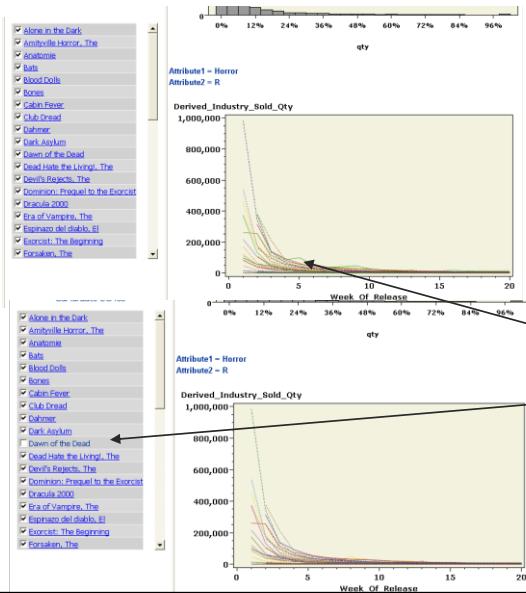 0
0% 12% 24% 36% 48% 60% 72% 84% 96%
qty
Alone in the Dark
Amityville Horror, The
Anatomie
Bats
Blood Dolls
Bones
Cabin Fever
Club Dread
Dahmer
Dark Asylum
Dawn of the Dead
Dead Hate the Living!, The
Devil's Rejects, The
Dominion: Prequel to the Exorcist
Dracula 2000
Era of Vampire, The
Espinazo del diablo, El
Exorcist: The Beginning
Forsaken, The
Attribute1 = Horror
Attribute2 = R
Derived_Industry_Sold_Qty
1,000,000
800,000
600,000
400,000
200,000
0
0 5 10 15 20
Week_Of_Release
0
0% 12% 24% 36% 48% 60% 72% 84% 96%
qty
Alone in the Dark
Amityville Horror, The
Anatomie
Bats
Blood Dolls
Bones
Cabin Fever
Club Dread
Dahmer
Dark Asylum
Dawn of the Dead
Dead Hate the Living!, The
Devil's Rejects, The
Dominion: Prequel to the Exorcist
Dracula 2000
Era of Vampire, The
Espinazo del diablo, El
Exorcist: The Beginning
Forsaken, The
Attribute1 = Horror
Attribute2 = R
Derived_Industry_Sold_Qty
1,000,000
800,000
600,000
400,000
200,000
0
0 5 10 15 20
Week_Of_Release